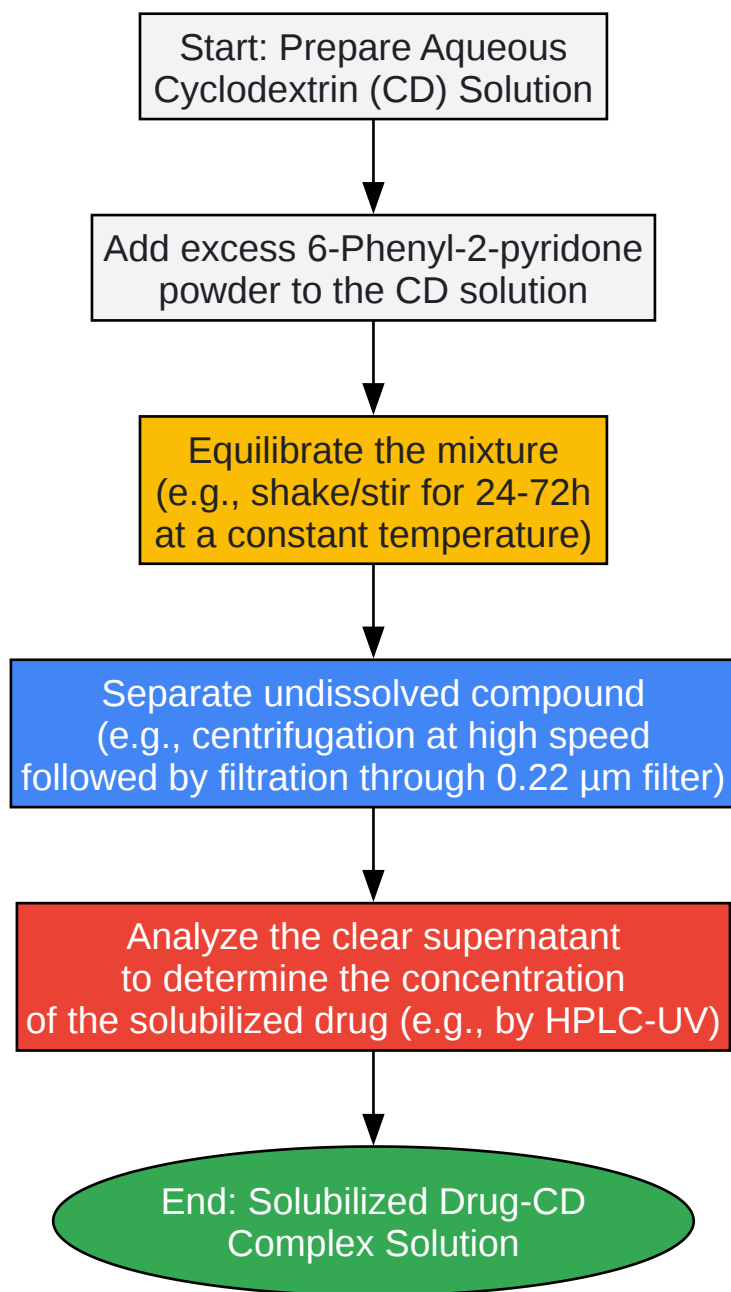 Start: Prepare Aqueous
Cyclodextrin (CD) Solution
Add excess 6-Phenyl-2-pyridone
powder to the CD solution
Equilibrate the mixture
(e.g., shake/stir for 24-72h
at a constant temperature)
Separate undissolved compound
(e.g., centrifugation at high speed
followed by filtration through 0.22 µm filter)
Analyze the clear supernatant
to determine the concentration
of the solubilized drug (e.g., by HPLC-UV)
End: Solubilized Drug-CD
Complex Solution